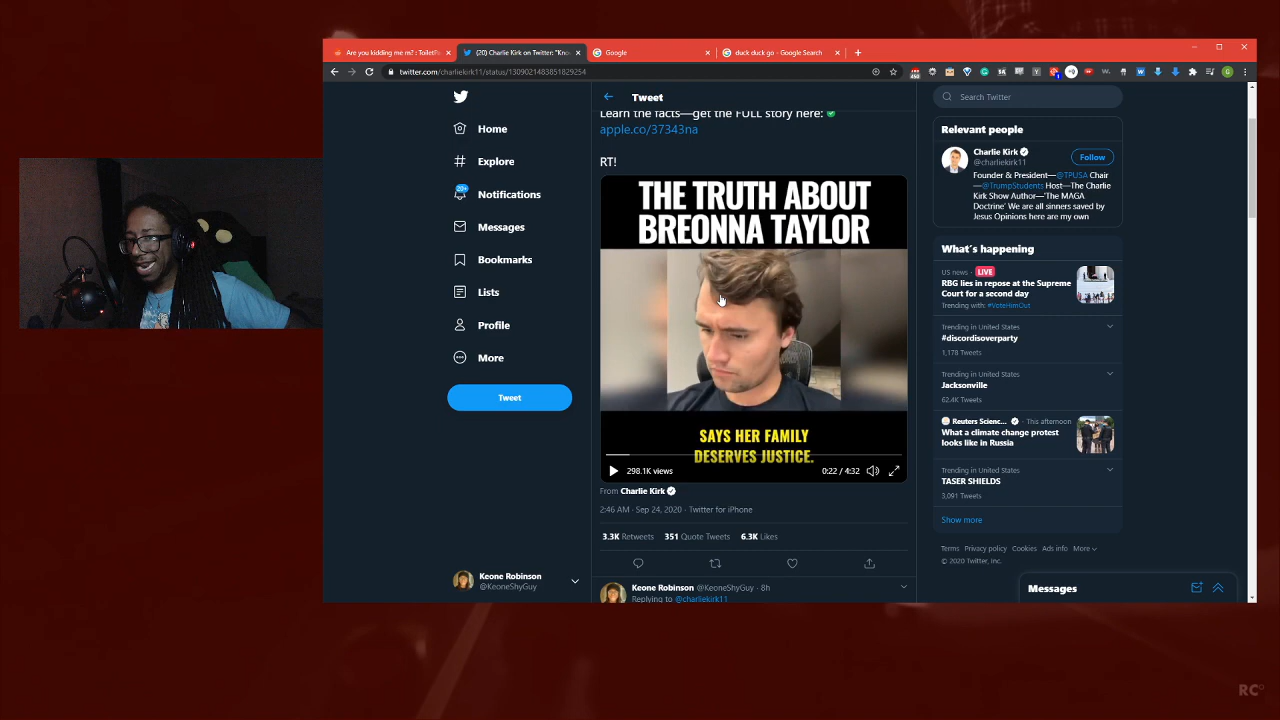 Are you kidding me m? : ToiletPa
(20) Charlie Kirk on Twitter: "Kno
Google
duck duck go - Google Search
twitter.com/charliekirk11/status/1309021483851829254
Home
Explore
20+
Notifications
Messages
Bookmarks
Lists
Profile
More
Tweet
Keone Robinson
@KeoneShyGuy
Tweet
Learn the facts—get the FULL story here:
apple.co/37343na
RT!
THE TRUTH ABOUT
BREONNA TAYLOR
SAYS HER FAMILY
DESERVES JUSTICE.
298.1K views
0:22 / 4:32
From Charlie Kirk
2:46 AM · Sep 24, 2020 · Twitter for iPhone
3.3K Retweets 351 Quote Tweets 6.3K Likes
Keone Robinson @KeoneShyGuy · 8h
Replying to @charliekirk11
Search Twitter
Relevant people
Charlie Kirk
@charliekirk11
Follow
Founder & President—@TPUSA Chair
—@TrumpStudents Host—The Charlie
Kirk Show Author—'The MAGA
Doctrine' We are all sinners saved by
Jesus Opinions here are my own
What's happening
US news LIVE
RBG lies in repose at the Supreme
Court for a second day
Trending with: #VoteHimOut
Trending in United States
#discordisoverparty
1,178 Tweets
Trending in United States
Jacksonville
62.4K Tweets
Reuters Scienc... · This afternoon
What a climate change protest
looks like in Russia
Trending in United States
TASER SHIELDS
3,091 Tweets
Show more
Terms Privacy policy Cookies Ads info More
© 2020 Twitter, Inc.
Messages
RC